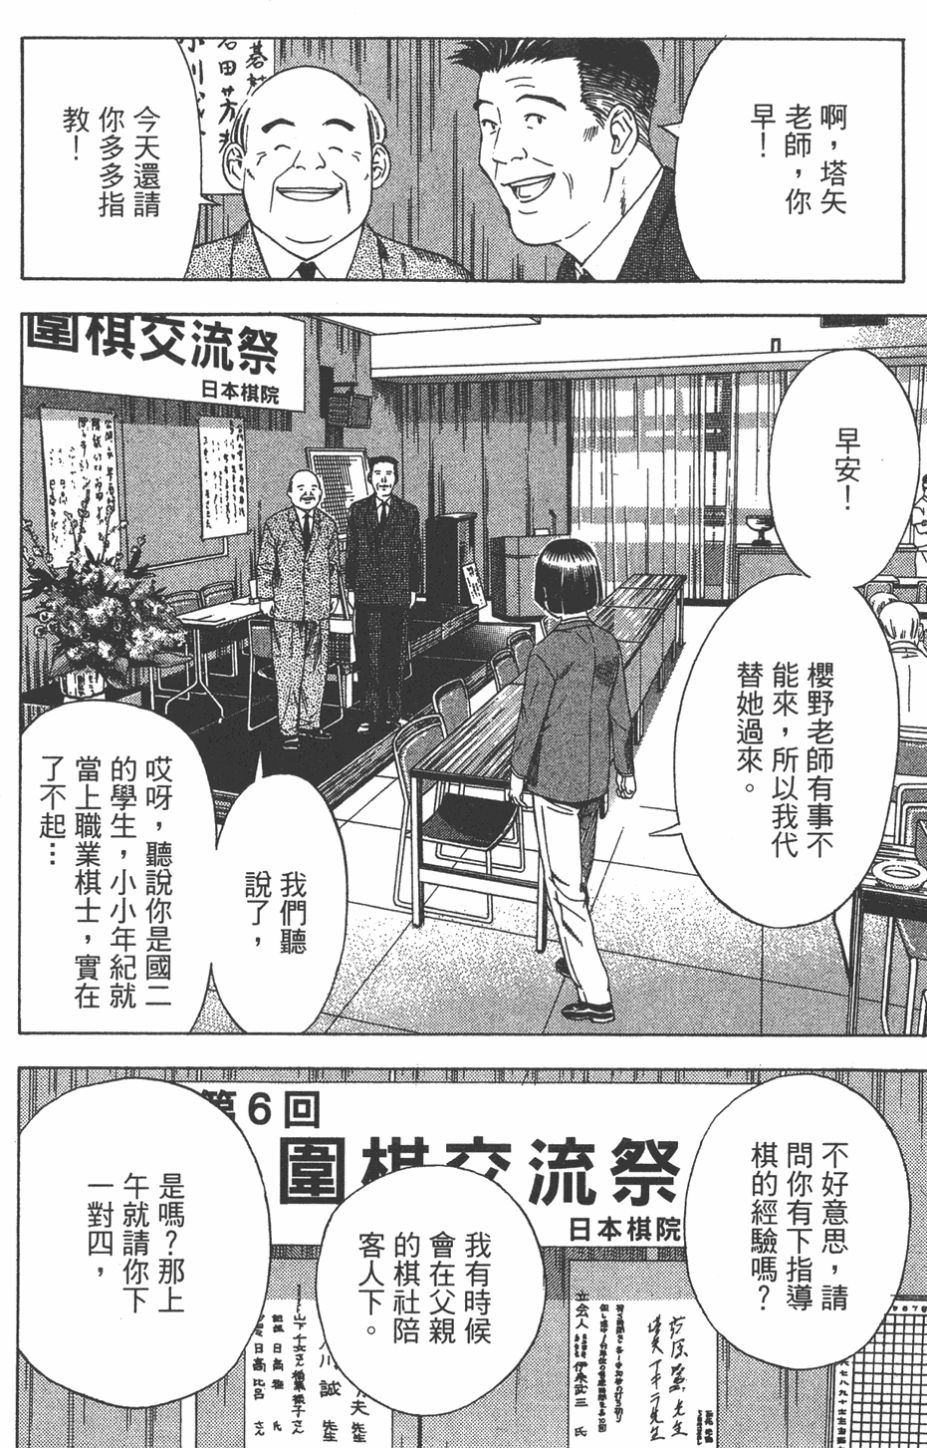 啊，塔矢
老師，你
早！
今天還請
你多多指
教！
圍棋交流祭
日本棋院
早安！
櫻野老師有事不
能來，所以我代
替她過來。
我們聽
說了，
哎呀，聽說你是國二
的學生，小小年紀就
當上職業棋士，實在
了不起…
第6回
圍棋交流祭
日本棋院
不好意思，請
問你有下指導
棋的經驗嗎？
我有時候
會在父親
的棋社陪
客人下。
是嗎？那上
午就請你下
一對四，